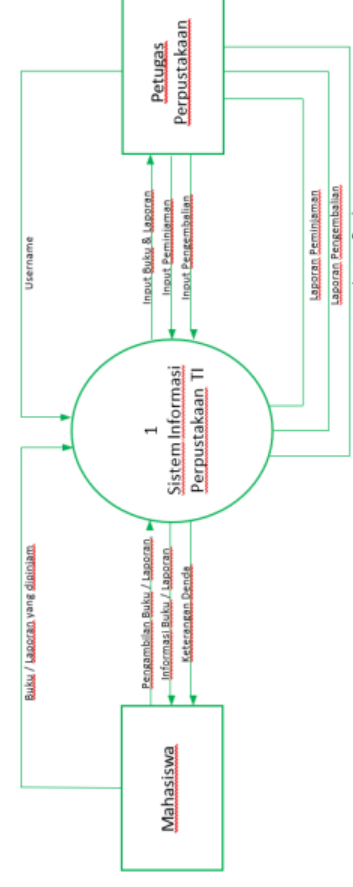 Username
Buku / Laporan yang dipinjam
Mahasiswa
Pengambilan Buku / Laporan
Informasi Buku / Laporan
Keterangan Denda
1
Sistem Informasi
Perpustakaan TI
Input Buku & Laporan
Input Peminjaman
Input Pengembalian
Petugas
Perpustakaan
Laporan Peminjaman
Laporan Pengembalian